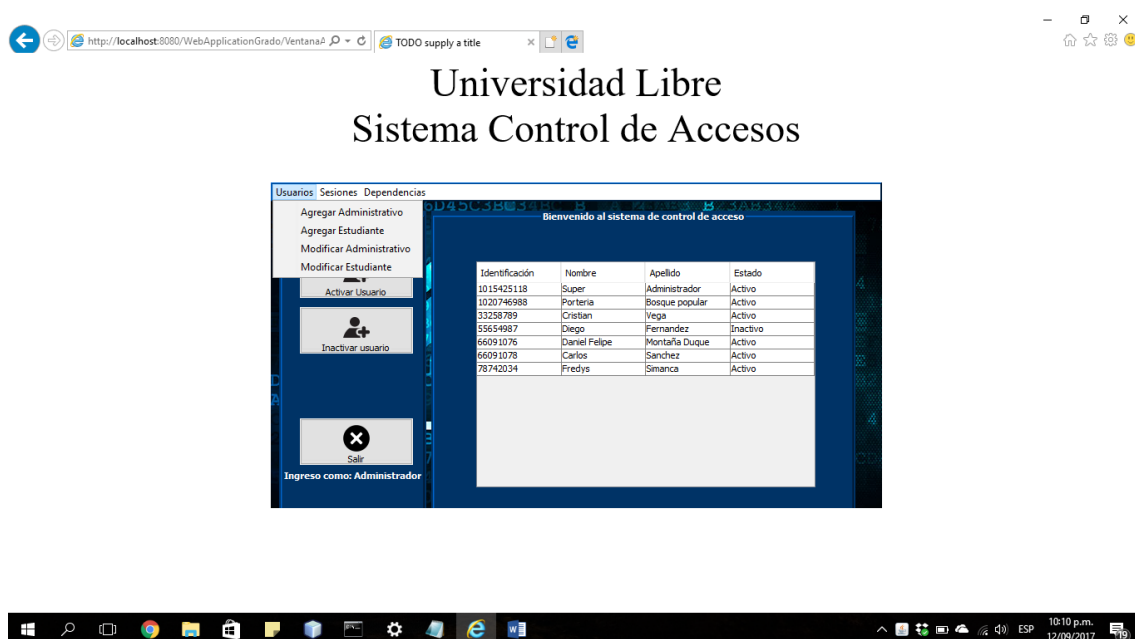 http://localhost:8080/WebApplicationGrado/VentanaA
TODO supply a title
Universidad Libre
Sistema Control de Accesos
Usuarios Sesiones Dependencias
Agregar Administrativo
Agregar Estudiante
Modificar Administrativo
Modificar Estudiante
Activar Usuario
Inactivar usuario
Salir
Ingreso como: Administrador
Bienvenido al sistema de control de acceso
Identificación Nombre Apellido Estado
1015425118 Super Administrador Activo
1020746988 Porteria Bosque popular Activo
33258789 Cristian Vega Activo
55654987 Diego Fernandez Inactivo
66091076 Daniel Felipe Montaña Duque Activo
66091078 Carlos Sanchez Activo
78742034 Fredys Simanca Activo
ESP
10:10 p.m.
12/09/2017
19